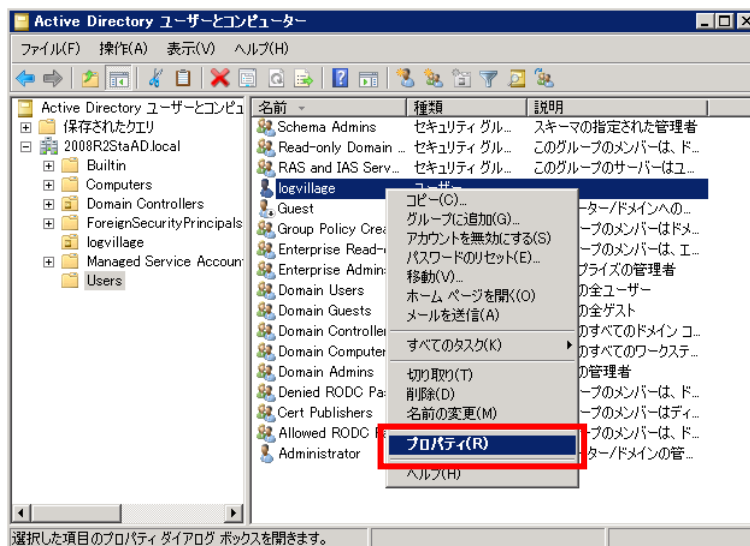 Active Directory ユーザーとコンピューター
ファイル(F) 操作(A) 表示(V) ヘルプ(H)
Active Directory ユーザーとコンピュ
保存されたクエリ
2008R2StaAD.local
Builtin
Computers
Domain Controllers
ForeignSecurityPrincipals
logvillage
Managed Service Accoun
Users
名前 種類 説明
Schema Admins セキュリティ グル... スキーマの指定された管理者
Read-only Domain ... セキュリティ グル... このグループのメンバーは、ド...
RAS and IAS Serv... セキュリティ グル... このグループのサーバーはユ...
logvillage ユーザー
Guest ーター/ドメインへの...
Group Policy Crea ープのメンバーはドメ...
Enterprise Read- ープのメンバーは、エ...
Enterprise Admin プライズの管理者
Domain Users の全ユーザー
Domain Guests の全ゲスト
Domain Controller のすべてのドメイン コ...
Domain Computer のすべてのワークステ...
Domain Admins の管理者
Denied RODC Pa ープのメンバーは、ド...
Cert Publishers ープのメンバーはディ...
Allowed RODC ープのメンバーは、ド...
Administrator ーター/ドメインの管...
コピー(C)...
グループに追加(G)...
アカウントを無効にする(S)
パスワードのリセット(E)...
移動(V)...
ホーム ページを開く(O)
メールを送信(A)
すべてのタスク(K)
切り取り(T)
削除(D)
名前の変更(M)
プロパティ(R)
ヘルプ(H)
選択した項目のプロパティ ダイアログ ボックスを開きます。